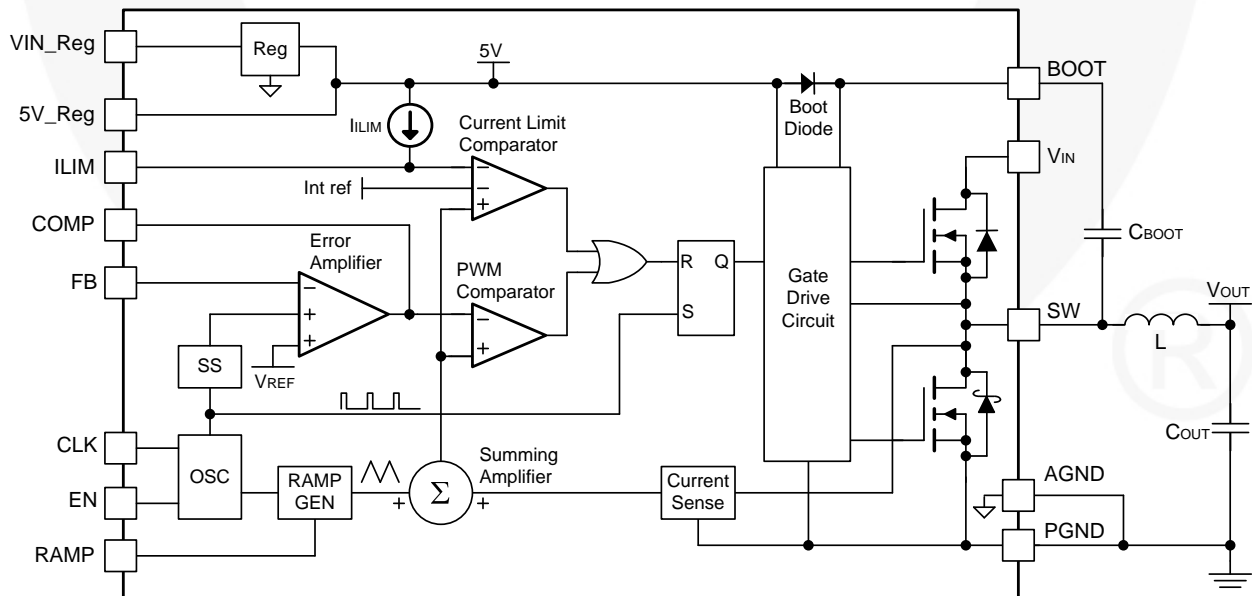 VIN_Reg
Reg
5V
BOOT
Boot
Diode
5V_Reg
IILIM
Current Limit
Comparator
VIN
ILIM
Int ref
COMP
CBOOT
Error
Amplifier
FB
PWM
Comparator
R
Q
S
Gate
Drive
Circuit
VOUT
SW
L
SS
VREF
COUT
CLK
OSC
EN
RAMP
GEN
Σ
+
+
Summing
Amplifier
Current
Sense
AGND
RAMP
PGND
−
−
+
−
+
+
−
+
®